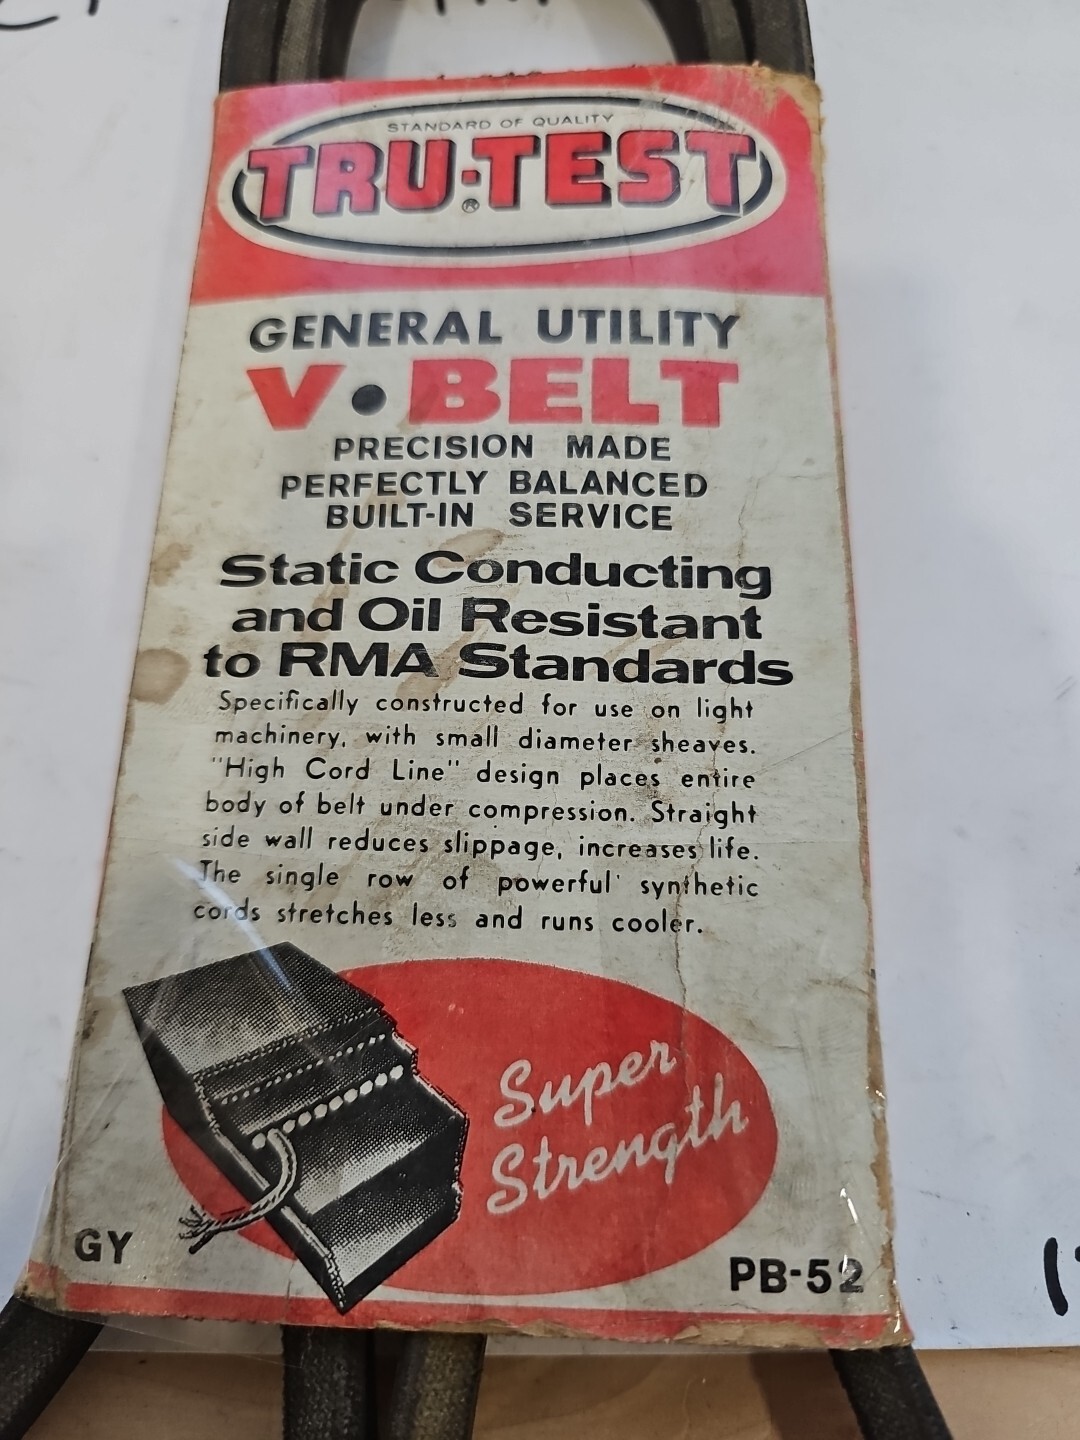 STANDARD OF QUALITY
TRU·TEST
®
GENERAL UTILITY
V•BELT
PRECISION MADE
PERFECTLY BALANCED
BUILT-IN SERVICE
Static Conducting
and Oil Resistant
to RMA Standards
Specifically constructed for use on light
machinery, with small diameter sheaves.
"High Cord Line" design places entire
body of belt under compression. Straight
side wall reduces slippage, increases life.
The single row of powerful synthetic
cords stretches less and runs cooler.
Super
Strength
GY
PB-52